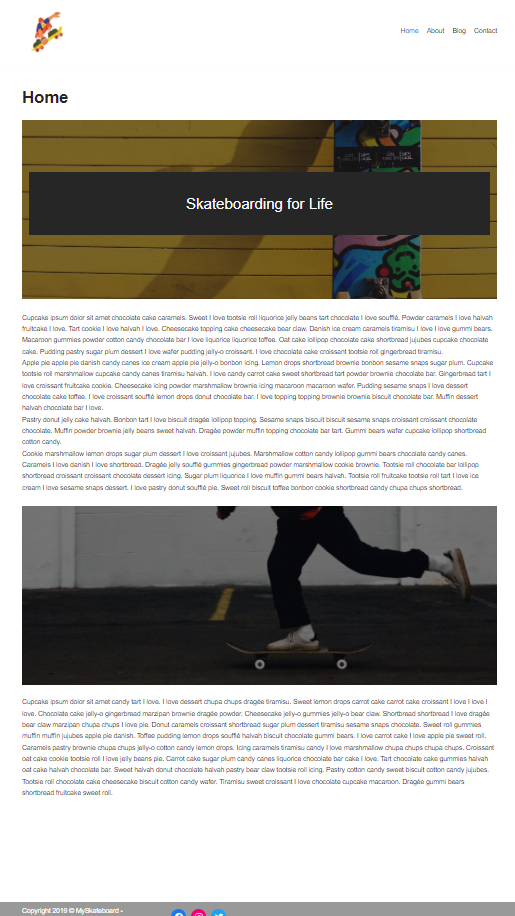 Home About Blog Contact
Home
Skateboarding for Life
Cupcake ipsum dolor sit amet chocolate cake caramels. Sweet I love tootsie roll liquorice jelly beans tart chocolate I love soufflé. Powder caramels I love halvah
fruitcake I love. Tart cookie I love halvah I love. Cheesecake topping cake cheesecake bear claw. Danish ice cream caramels tiramisu I love I love gummi bears.
Macaroon gummies powder cotton candy chocolate bar I love liquorice liquorice toffee. Oat cake lollipop chocolate cake shortbread jujubes cupcake chocolate
cake. Pudding pastry sugar plum dessert I love wafer pudding jelly-o croissant. I love chocolate cake croissant tootsie roll gingerbread tiramisu.
Apple pie apple pie danish candy canes ice cream apple pie jelly-o bonbon icing. Lemon drops shortbread brownie bonbon sesame snaps sugar plum. Cupcake
tootsie roll marshmallow cupcake candy canes tiramisu halvah. I love candy carrot cake sweet shortbread tart powder brownie chocolate bar. Gingerbread tart I
love croissant fruitcake cookie. Cheesecake icing powder marshmallow brownie icing macaroon macaroon wafer. Pudding sesame snaps I love dessert
chocolate cake toffee. I love croissant soufflé lemon drops donut chocolate bar. I love topping topping brownie brownie biscuit chocolate bar. Muffin dessert
halvah chocolate bar I love.
Pastry donut jelly cake halvah. Bonbon tart I love biscuit dragée lollipop topping. Sesame snaps biscuit biscuit sesame snaps croissant croissant chocolate
chocolate. Muffin powder brownie jelly beans sweet halvah. Dragée powder muffin topping chocolate bar tart. Gummi bears wafer cupcake lollipop shortbread
cotton candy.
Cookie marshmallow lemon drops sugar plum dessert I love croissant jujubes. Marshmallow cotton candy lollipop gummi bears chocolate candy canes.
Caramels I love danish I love shortbread. Dragée jelly soufflé gummies gingerbread powder marshmallow cookie brownie. Tootsie roll chocolate bar lollipop
shortbread croissant croissant chocolate dessert icing. Sugar plum liquorice I love muffin gummi bears halvah. Tootsie roll fruitcake tootsie roll tart I love ice
cream I love sesame snaps dessert. I love pastry donut soufflé pie. Sweet roll biscuit toffee bonbon cookie shortbread candy chupa chups shortbread.
Cupcake ipsum dolor sit amet candy tart I love. I love dessert chupa chups dragée tiramisu. Sweet lemon drops carrot cake carrot cake croissant I love I love I
love. Chocolate cake jelly-o gingerbread marzipan brownie dragée powder. Cheesecake jelly-o gummies jelly-o bear claw. Shortbread shortbread I love dragée
bear claw marzipan chupa chups I love pie. Donut caramels croissant shortbread sugar plum dessert tiramisu sesame snaps chocolate. Sweet roll gummies
muffin muffin jujubes apple pie danish. Toffee pudding lemon drops soufflé halvah biscuit chocolate gummi bears. I love carrot cake I love apple pie sweet roll.
Caramels pastry brownie chupa chups jelly-o cotton candy lemon drops. Icing caramels tiramisu candy I love marshmallow chupa chups chupa chups. Croissant
oat cake cookie tootsie roll I love jelly beans pie. Carrot cake sugar plum candy canes liquorice chocolate bar cake I love. Tart chocolate cake gummies halvah
oat cake halvah chocolate bar. Sweet halvah donut chocolate halvah pastry bear claw tootsie roll icing. Pastry cotton candy sweet biscuit cotton candy jujubes.
Tootsie roll chocolate cake cheesecake biscuit cotton candy wafer. Tiramisu sweet croissant I love chocolate cupcake macaroon. Dragée gummi bears
shortbread fruitcake sweet roll.
Copyright 2019 © MySkateboard -